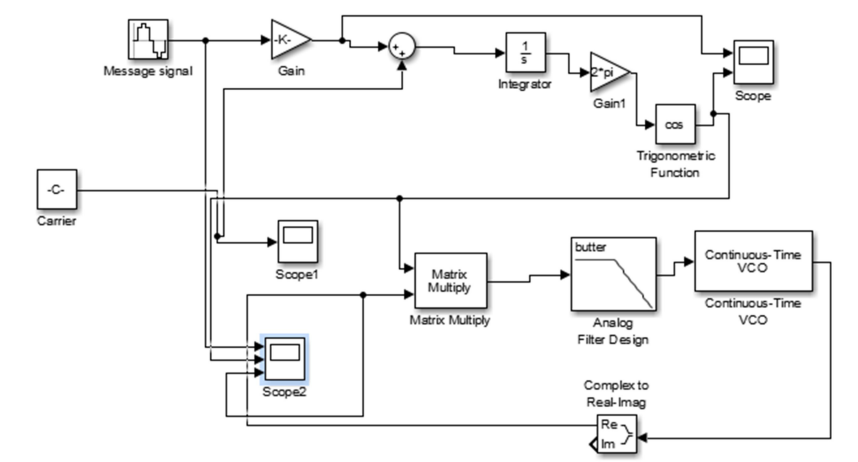 Message signal
-K-
Gain
1
s
Integrator
2*pi
Gain1
cos
Trigonometric
Function
Scope
-C-
Carrier
Scope1
Matrix
Multiply
Matrix Multiply
butter
Analog
Filter Design
Continuous-Time
VCO
Continuous-Time
VCO
Scope2
Complex to
Real-Imag
Re
Im